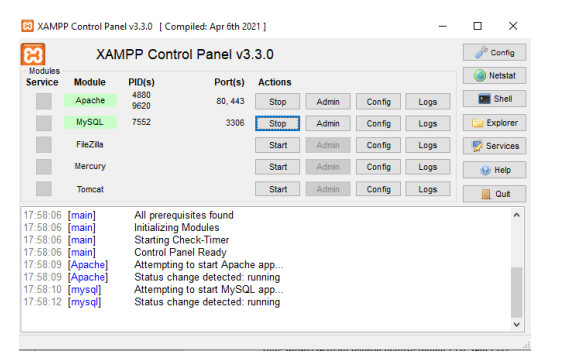 XAMPP Control Panel v3.3.0 [ Compiled: Apr 6th 2021 ]
XAMPP Control Panel v3.3.0
Config
Modules
Service Module PID(s) Port(s) Actions
Netstat
Apache 4880 9620 80, 443 Stop Admin Config Logs
Shell
MySQL 7552 3306 Stop Admin Config Logs
Explorer
FileZilla Start Admin Config Logs
Services
Mercury Start Admin Config Logs
Help
Tomcat Start Admin Config Logs
Quit
17:58:06 [main] All prerequisites found
17:58:06 [main] Initializing Modules
17:58:06 [main] Starting Check-Timer
17:58:06 [main] Control Panel Ready
17:58:09 [Apache] Attempting to start Apache app...
17:58:09 [Apache] Status change detected: running
17:58:10 [mysql] Attempting to start MySQL app...
17:58:12 [mysql] Status change detected: running